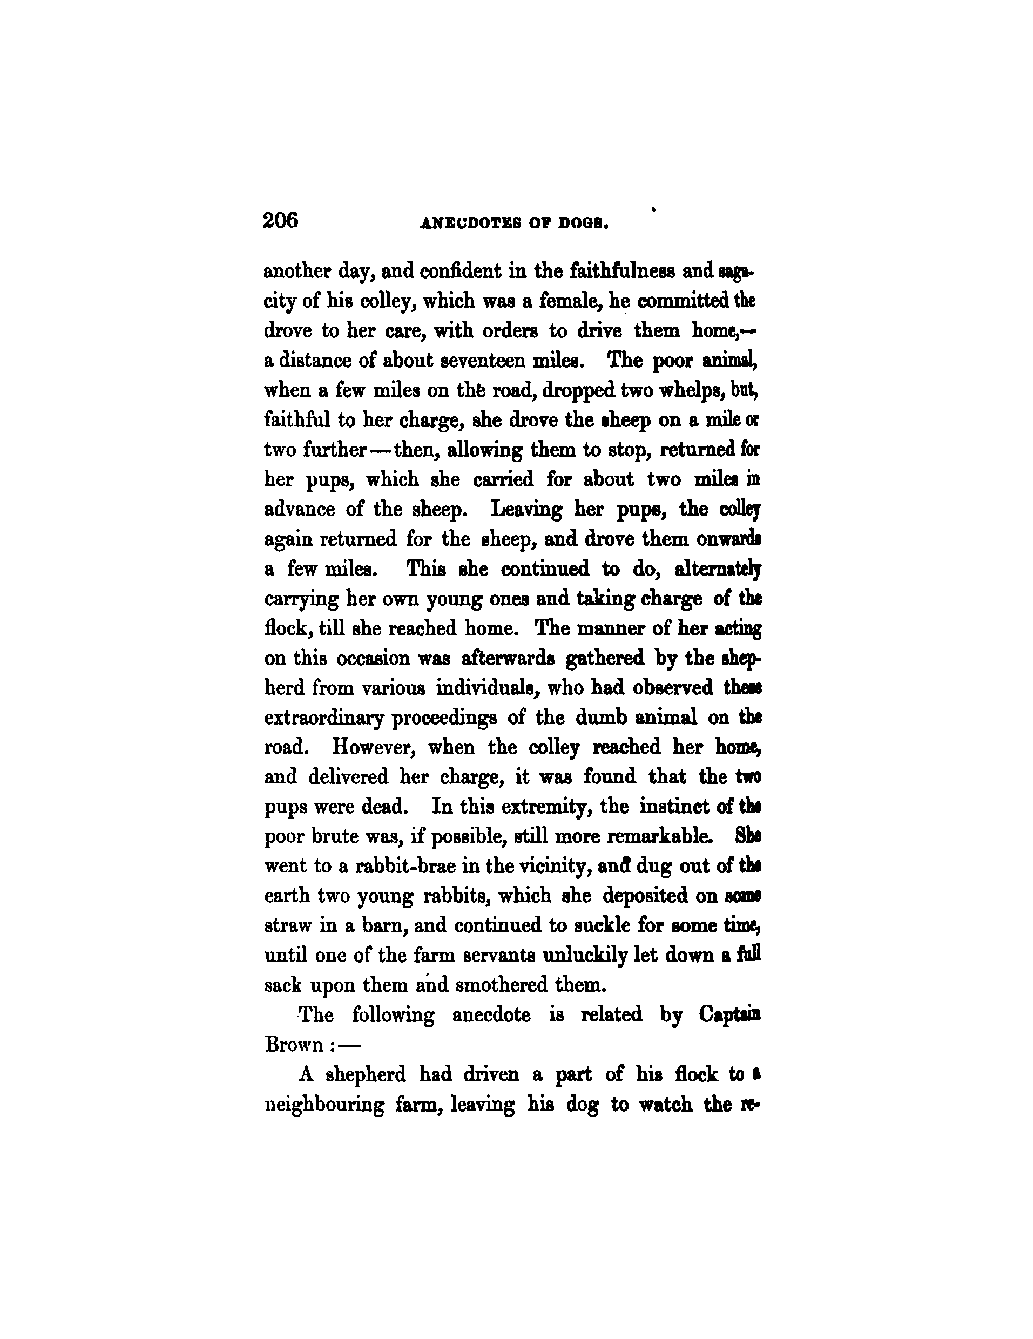 206 ANECDOTES OF DOGS.
another day, and confident in the faithfulness and saga-
city of his colley, which was a female, he committed the
drove to her care, with orders to drive them home,—
a distance of about seventeen miles. The poor animal,
when a few miles on the road, dropped two whelps, but,
faithful to her charge, she drove the sheep on a mile or
two further—then, allowing them to stop, returned for
her pups, which she carried for about two miles in
advance of the sheep. Leaving her pups, the colley
again returned for the sheep, and drove them onwards
a few miles. This she continued to do, alternately
carrying her own young ones and taking charge of the
flock, till she reached home. The manner of her acting
on this occasion was afterwards gathered by the shep-
herd from various individuals, who had observed these
extraordinary proceedings of the dumb animal on the
road. However, when the colley reached her home,
and delivered her charge, it was found that the two
pups were dead. In this extremity, the instinct of the
poor brute was, if possible, still more remarkable. She
went to a rabbit-brae in the vicinity, and dug out of the
earth two young rabbits, which she deposited on some
straw in a barn, and continued to suckle for some time,
until one of the farm servants unluckily let down a full
sack upon them and smothered them.
The following anecdote is related by Captain
Brown :—
A shepherd had driven a part of his flock to a
neighbouring farm, leaving his dog to watch the re-